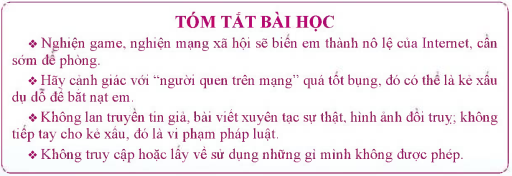 TÓM TẮT BÀI HỌC
❖ Nghiện game, nghiện mạng xã hội sẽ biến em thành nô lệ của Internet, cần
sớm đề phòng.
❖ Hãy cảnh giác với “người quen trên mạng” quá tốt bụng, đó có thể là kẻ xấu
dụ dỗ để bắt nạt em.
❖ Không lan truyền tin giả, bài viết xuyên tạc sự thật, hình ảnh đồi truỵ; không
tiếp tay cho kẻ xấu, đó là vi phạm pháp luật.
❖ Không truy cập hoặc lấy về sử dụng những gì mình không được phép.